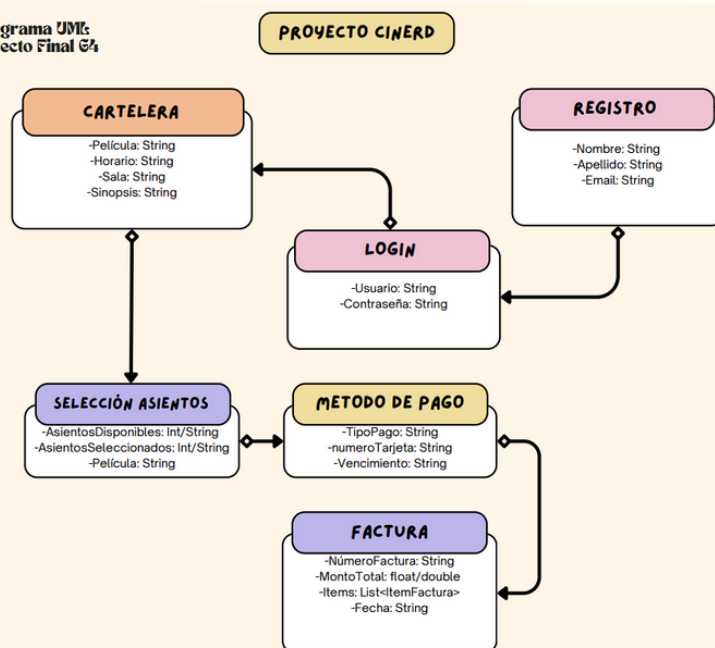 grama UML
ecto Final G4
PROYECTO CINERD
CARTELERA
-Película: String
-Horario: String
-Sala: String
-Sinopsis: String
REGISTRO
-Nombre: String
-Apellido: String
-Email: String
LOGIN
-Usuario: String
-Contraseña: String
SELECCIÓN ASIENTOS
-AsientosDisponibles: Int/String
-AsientosSeleccionados: Int/String
-Película: String
METODO DE PAGO
-TipoPago: String
-numeroTarjeta: String
-Vencimiento: String
FACTURA
-NúmeroFactura: String
-MontoTotal: float/double
-Items: List<ItemFactura>
-Fecha: String